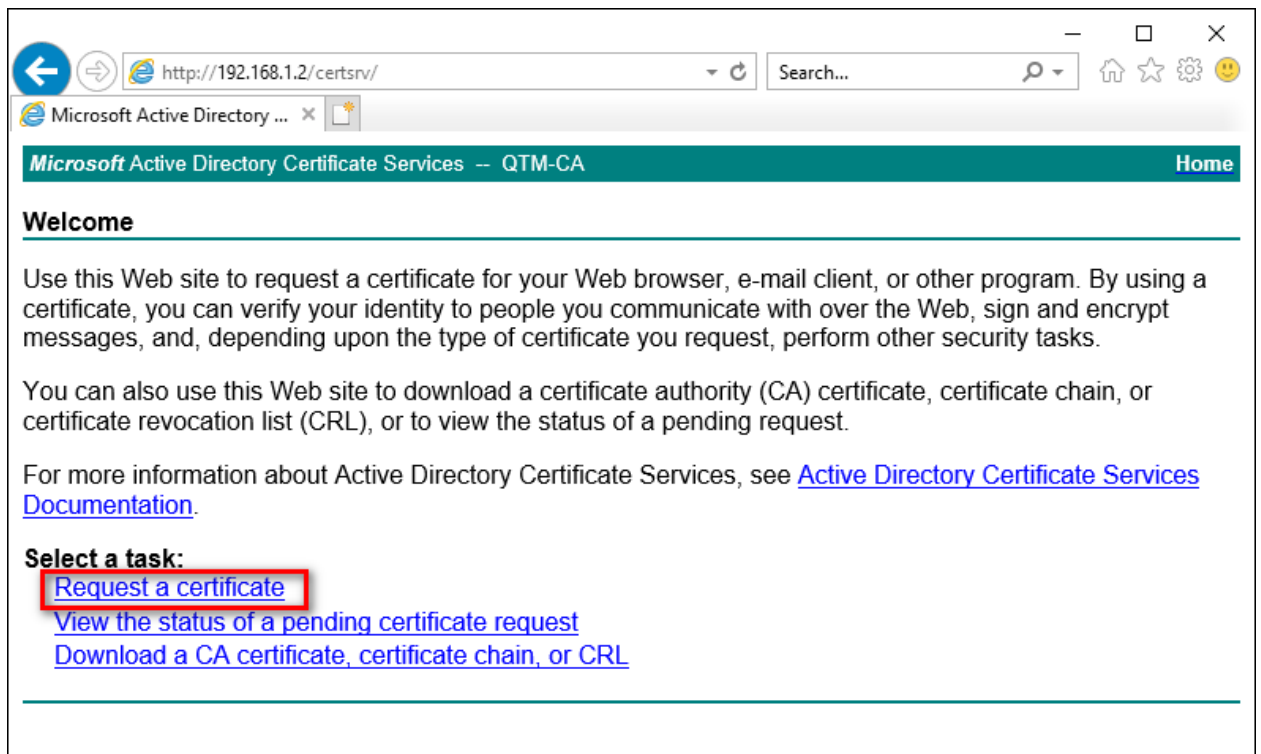 http://192.168.1.2/certsrv/
Search...
Microsoft Active Directory ...
Microsoft Active Directory Certificate Services -- QTM-CA
Home
Welcome
Use this Web site to request a certificate for your Web browser, e-mail client, or other program. By using a
certificate, you can verify your identity to people you communicate with over the Web, sign and encrypt
messages, and, depending upon the type of certificate you request, perform other security tasks.
You can also use this Web site to download a certificate authority (CA) certificate, certificate chain, or
certificate revocation list (CRL), or to view the status of a pending request.
For more information about Active Directory Certificate Services, see Active Directory Certificate Services
Documentation.
Select a task:
Request a certificate
View the status of a pending certificate request
Download a CA certificate, certificate chain, or CRL